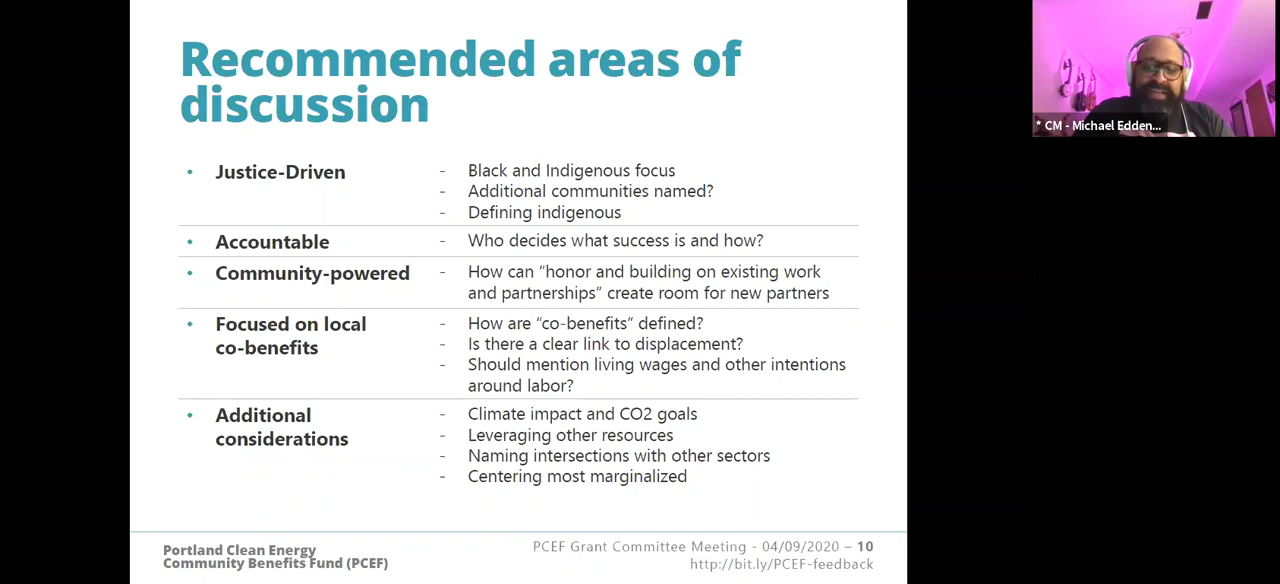 Recommended areas of
discussion
• Justice-Driven
- Black and Indigenous focus
- Additional communities named?
- Defining indigenous
• Accountable
- Who decides what success is and how?
• Community-powered
- How can “honor and building on existing work
and partnerships” create room for new partners
• Focused on local
co-benefits
- How are “co-benefits” defined?
- Is there a clear link to displacement?
- Should mention living wages and other intentions
around labor?
• Additional
considerations
- Climate impact and CO2 goals
- Leveraging other resources
- Naming intersections with other sectors
- Centering most marginalized
Portland Clean Energy
Community Benefits Fund (PCEF)
PCEF Grant Committee Meeting - 04/09/2020 – 10
http://bit.ly/PCEF-feedback
* CM - Michael Edden...